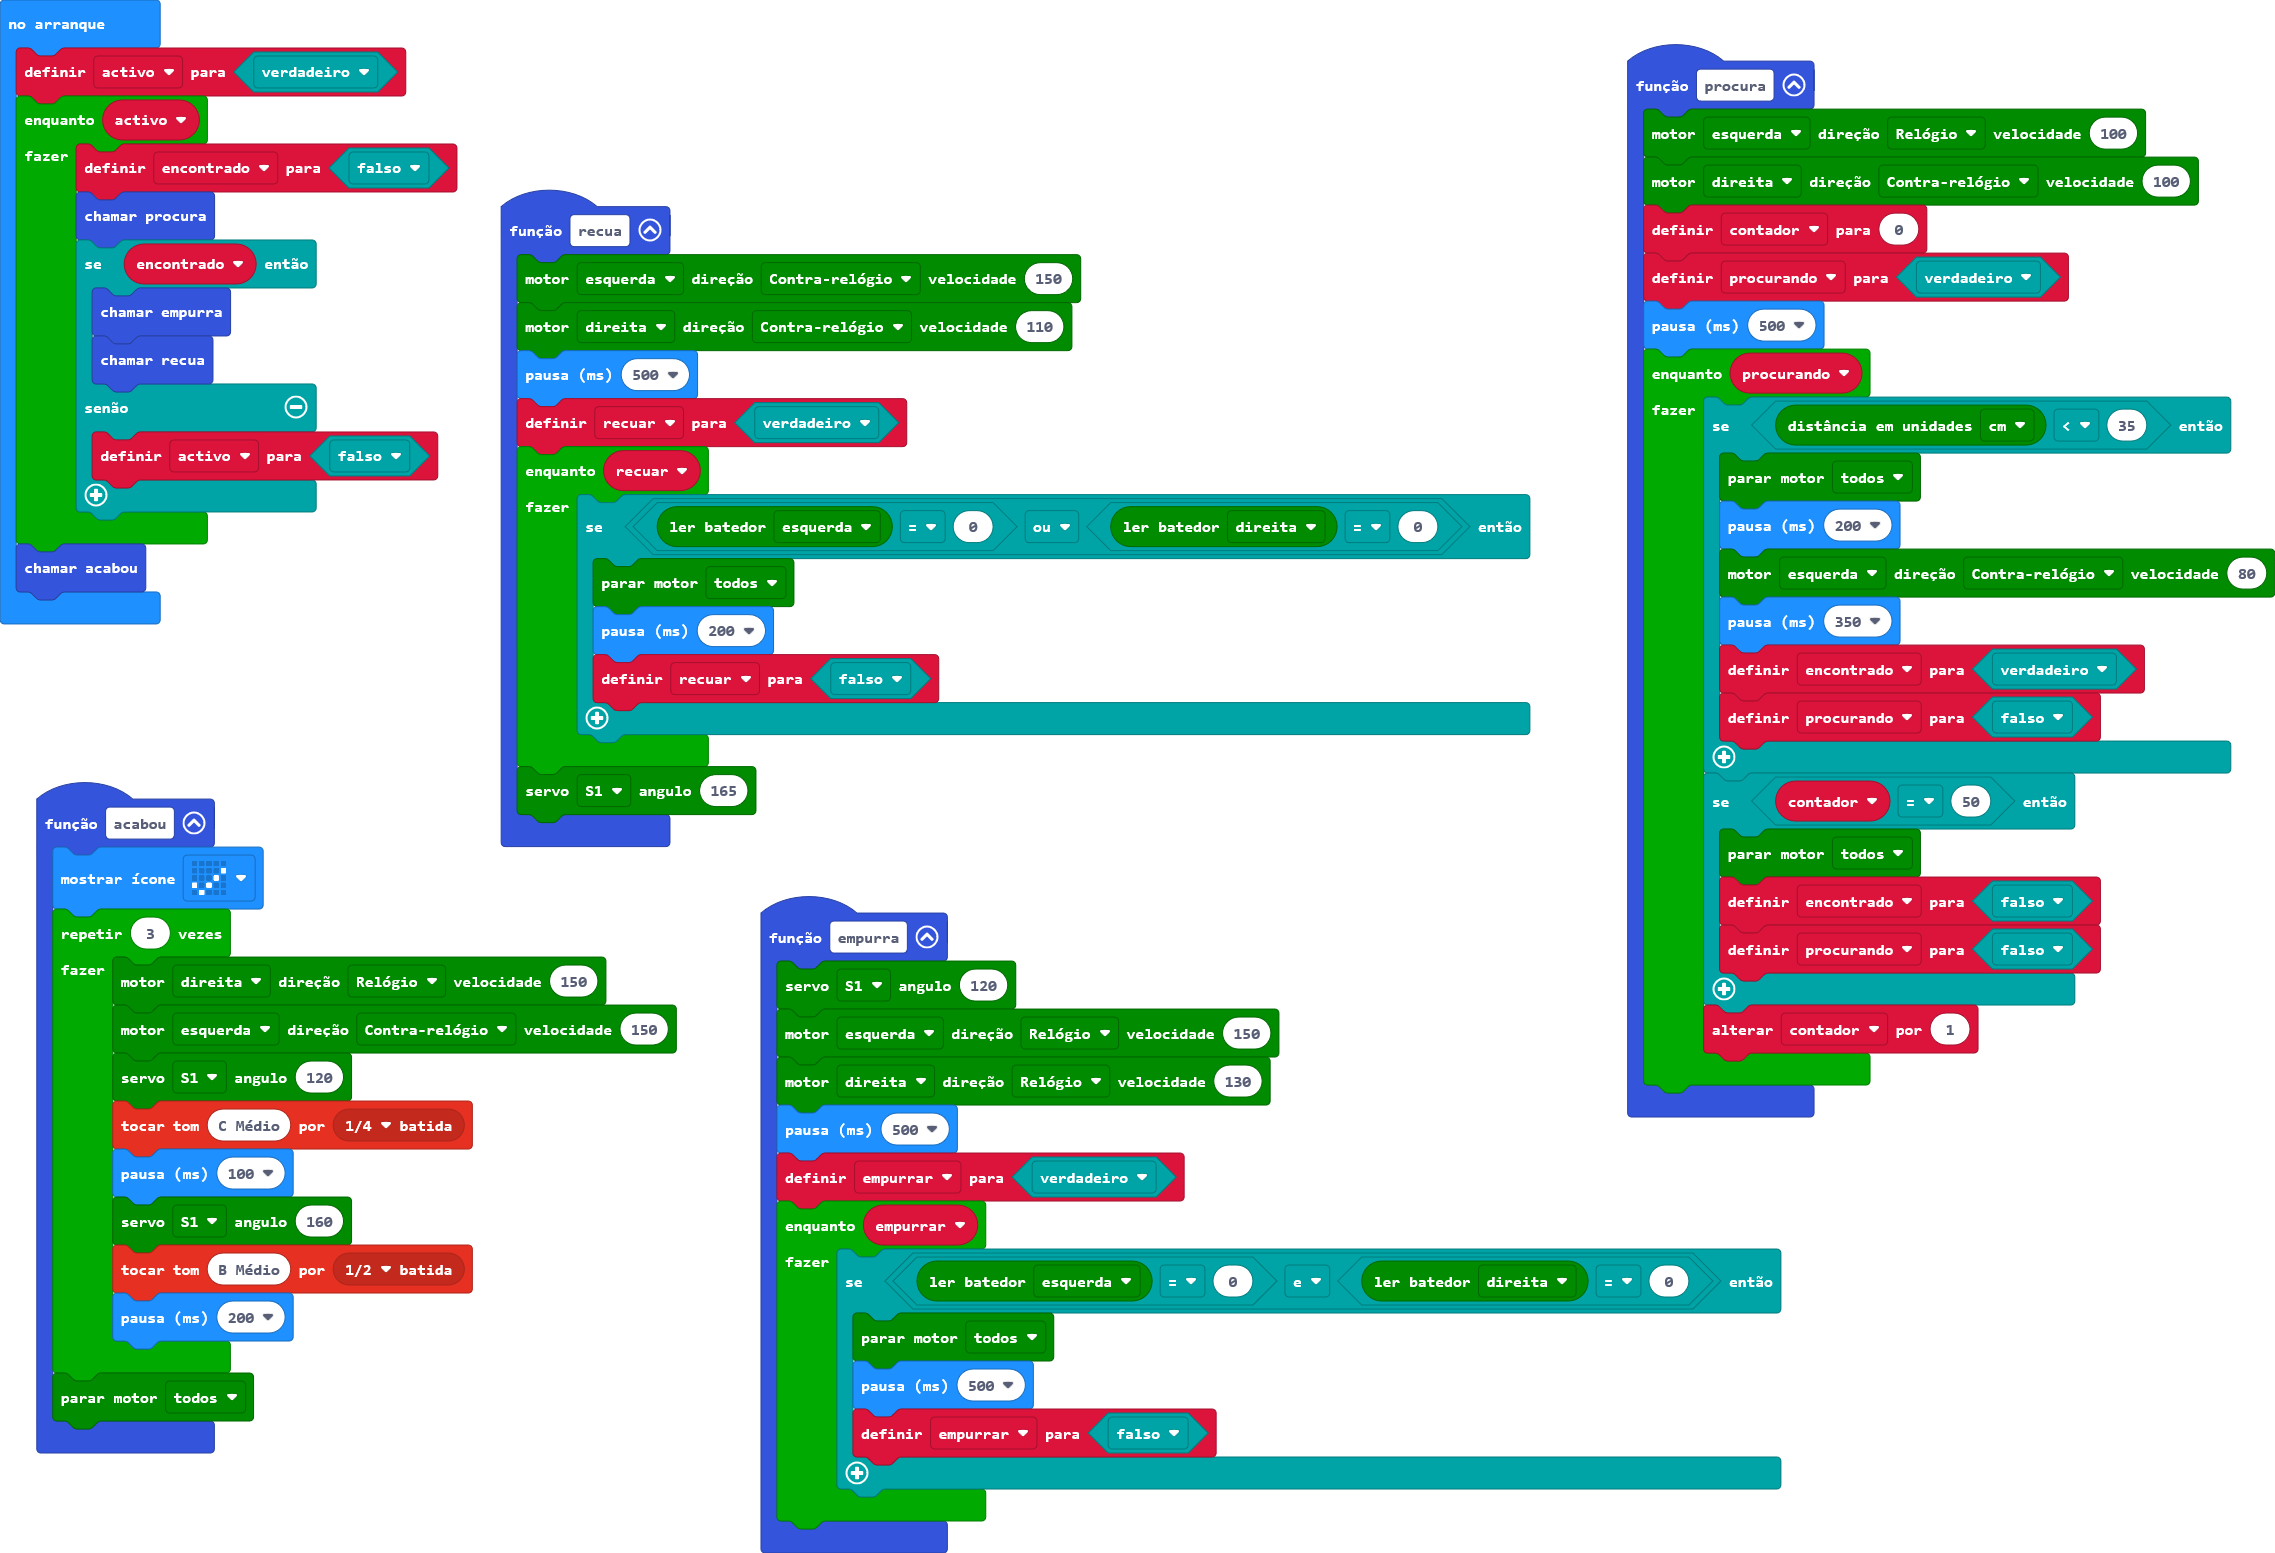 no arranque
definir activo para verdadeiro
enquanto activo
fazer
definir encontrado para falso
chamar procura
se encontrado então
chamar empurra
chamar recua
senão
definir activo para falso
chamar acabou
função recua
motor esquerda direção Contra-relógio velocidade 150
motor direita direção Contra-relógio velocidade 110
pausa (ms) 500
definir recuar para verdadeiro
enquanto recuar
fazer
se ler batedor esquerda = 0 ou ler batedor direita = 0 então
parar motor todos
pausa (ms) 200
definir recuar para falso
servo S1 angulo 165
função procura
motor esquerda direção Relógio velocidade 100
motor direita direção Contra-relógio velocidade 100
definir contador para 0
definir procurando para verdadeiro
pausa (ms) 500
enquanto procurando
fazer
se distância em unidades cm < 35 então
parar motor todos
pausa (ms) 200
motor esquerda direção Contra-relógio velocidade 80
pausa (ms) 350
definir encontrado para verdadeiro
definir procurando para falso
se contador = 50 então
parar motor todos
definir encontrado para falso
definir procurando para falso
alterar contador por 1
função acabou
mostrar ícone
repetir 3 vezes
fazer
motor direita direção Relógio velocidade 150
motor esquerda direção Contra-relógio velocidade 150
servo S1 angulo 120
tocar tom C Médio por 1/4 batida
pausa (ms) 100
servo S1 angulo 160
tocar tom B Médio por 1/2 batida
pausa (ms) 200
parar motor todos
função empurra
servo S1 angulo 120
motor esquerda direção Relógio velocidade 150
motor direita direção Relógio velocidade 130
pausa (ms) 500
definir empurrar para verdadeiro
enquanto empurrar
fazer
se ler batedor esquerda = 0 e ler batedor direita = 0 então
parar motor todos
pausa (ms) 500
definir empurrar para falso